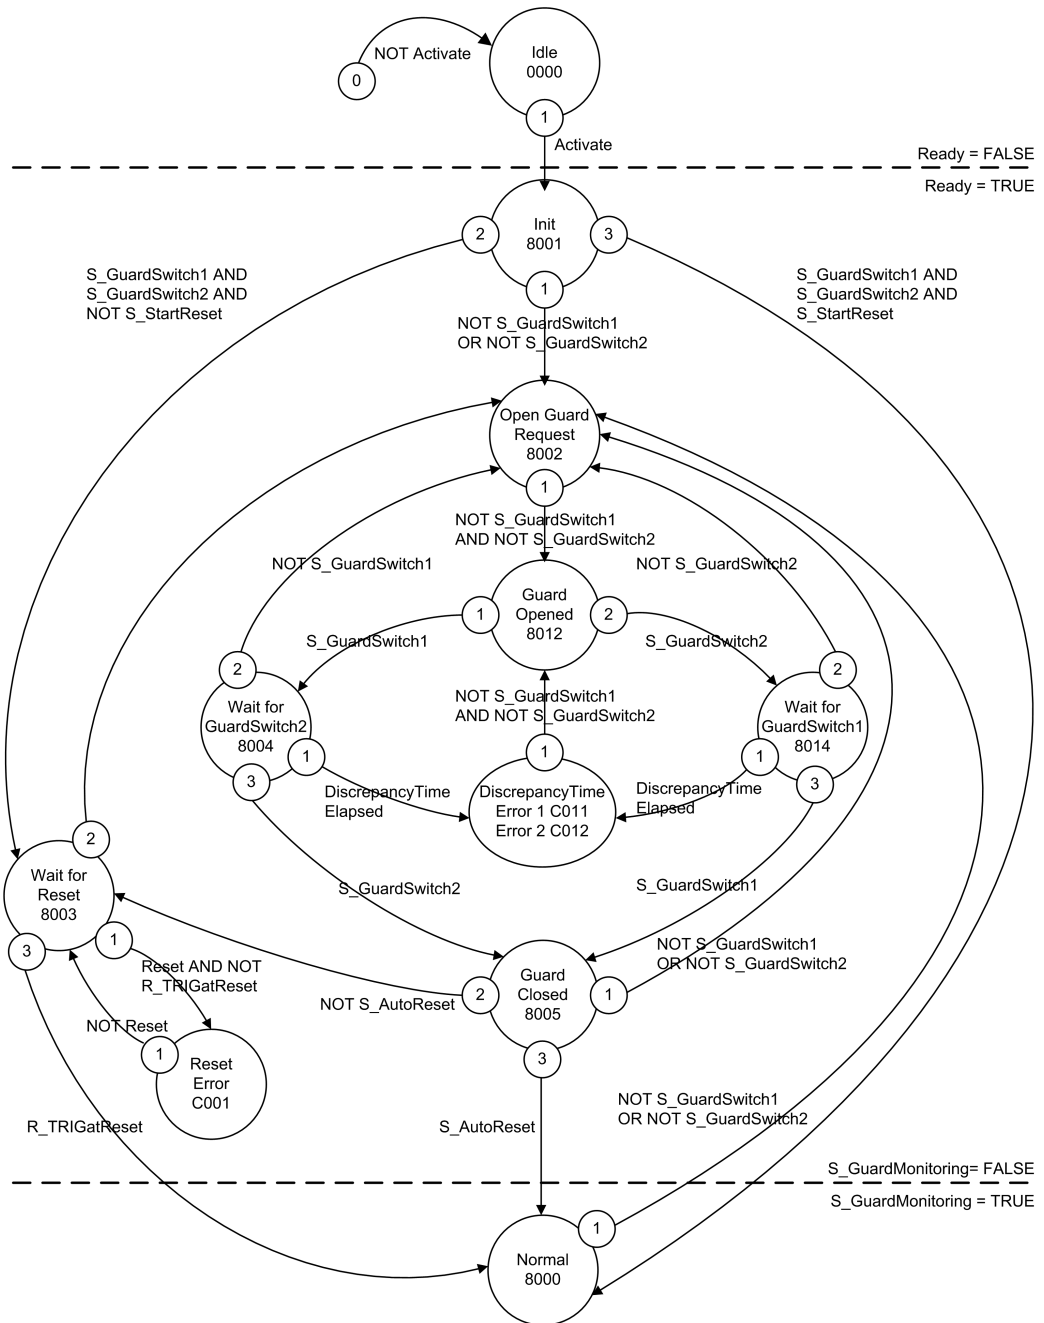 NOT Activate
0
Idle
0000
1
Activate
Ready = FALSE
Ready = TRUE
2
Init
8001
3
1
S_GuardSwitch1 AND
S_GuardSwitch2 AND
NOT S_StartReset
S_GuardSwitch1 AND
S_GuardSwitch2 AND
S_StartReset
NOT S_GuardSwitch1
OR NOT S_GuardSwitch2
Open Guard
Request
8002
1
NOT S_GuardSwitch1
AND NOT S_GuardSwitch2
NOT S_GuardSwitch1
NOT S_GuardSwitch2
1
Guard
Opened
8012
2
S_GuardSwitch1
S_GuardSwitch2
2
2
NOT S_GuardSwitch1
AND NOT S_GuardSwitch2
Wait for
GuardSwitch2
8004
Wait for
GuardSwitch1
8014
1
1
1
3
3
DiscrepancyTime
Elapsed
DiscrepancyTime
Error 1 C011
Error 2 C012
DiscrepancyTime
Elapsed
2
Wait for
Reset
8003
S_GuardSwitch2
S_GuardSwitch1
3
1
NOT S_GuardSwitch1
OR NOT S_GuardSwitch2
Reset AND NOT
R_TRIGatReset
NOT S_AutoReset
2
Guard
Closed
8005
1
3
NOT Reset
1
Reset
Error
C001
R_TRIGatReset
S_AutoReset
NOT S_GuardSwitch1
OR NOT S_GuardSwitch2
S_GuardMonitoring= FALSE
S_GuardMonitoring = TRUE
1
Normal
8000